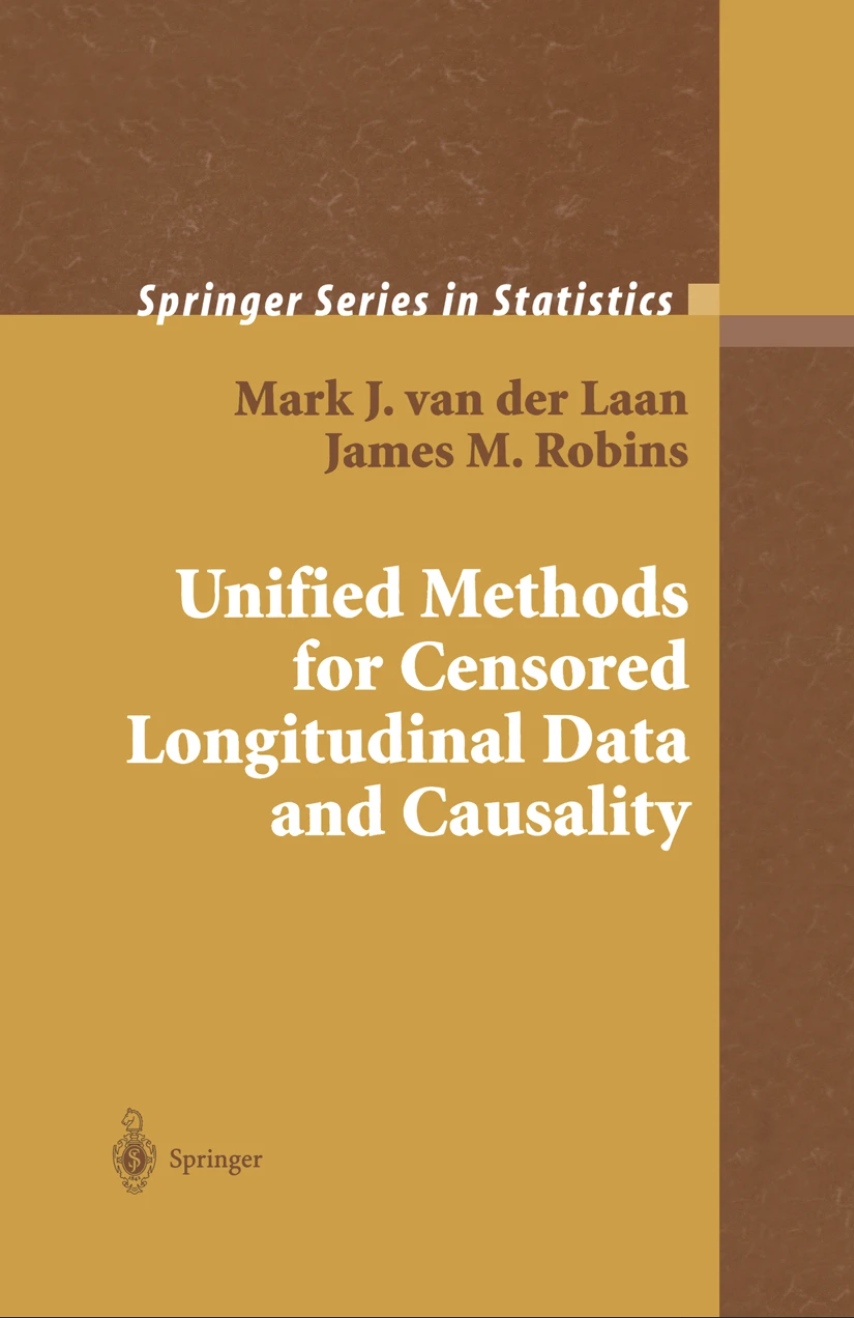 Springer Series in Statistics
Mark J. van der Laan
James M. Robins
Unified Methods
for Censored
Longitudinal Data
and Causality
Springer